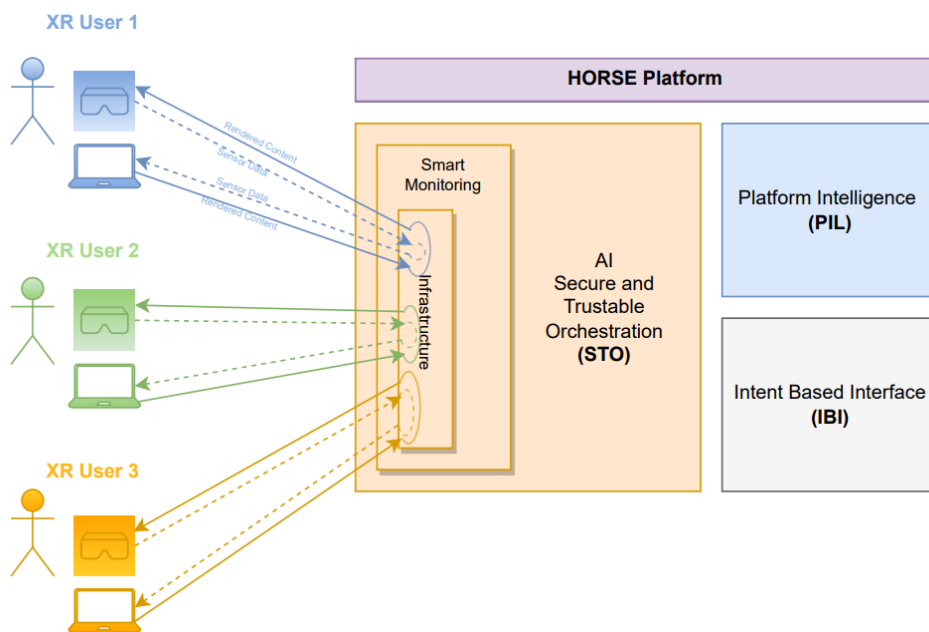 XR User 1
Rendered Content
Sensor Data
Sensor Data
Rendered Content
XR User 2
XR User 3
HORSE Platform
Smart
Monitoring
Infrastructure
AI
Secure and
Trustable
Orchestration
(STO)
Platform Intelligence
(PIL)
Intent Based Interface
(IBI)